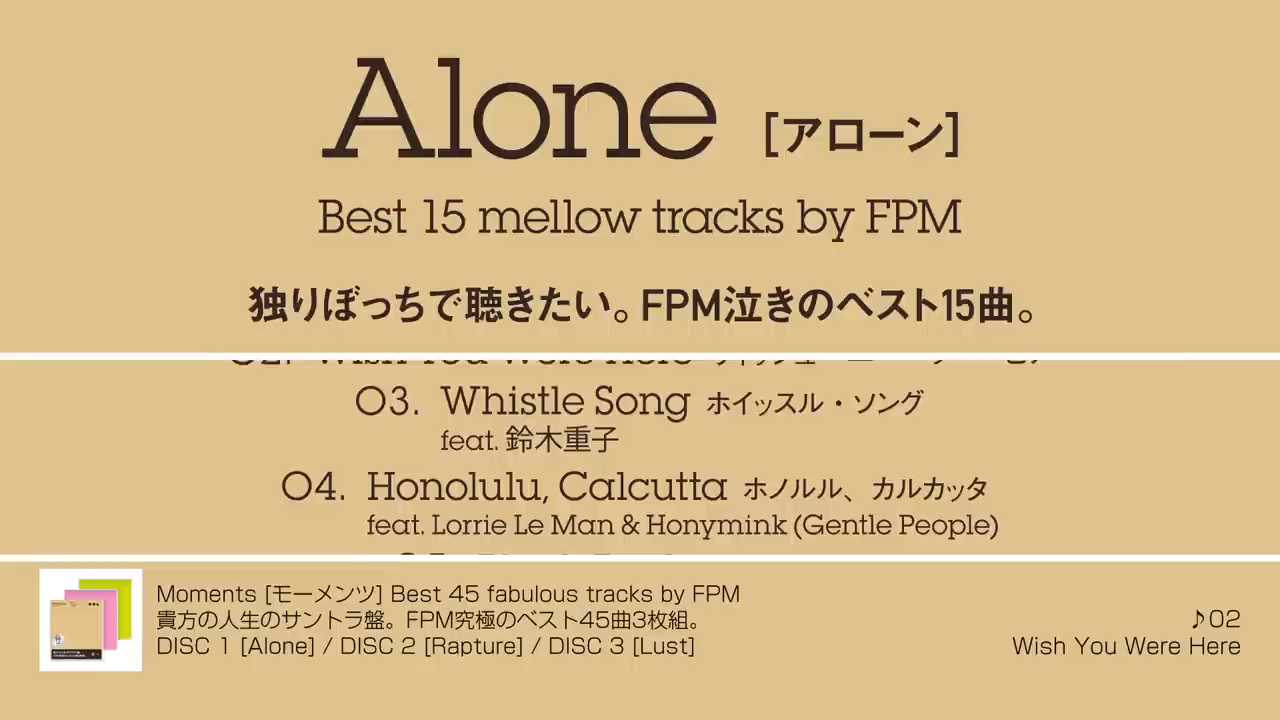 Alone [アローン]
Best 15 mellow tracks by FPM
独りぼっちで聴きたい。FPM泣きのベスト15曲。
02. Wish You Were Here
03. Whistle Song ホイッスル・ソング
feat. 鈴木重子
04. Honolulu, Calcutta ホノルル、カルカッタ
feat. Lorrie Le Man & Honymink (Gentle People)
Moments [モーメンツ] Best 45 fabulous tracks by FPM
貴方の人生のサントラ盤。FPM究極のベスト45曲3枚組。
DISC 1 [Alone] / DISC 2 [Rapture] / DISC 3 [Lust]
♪02
Wish You Were Here